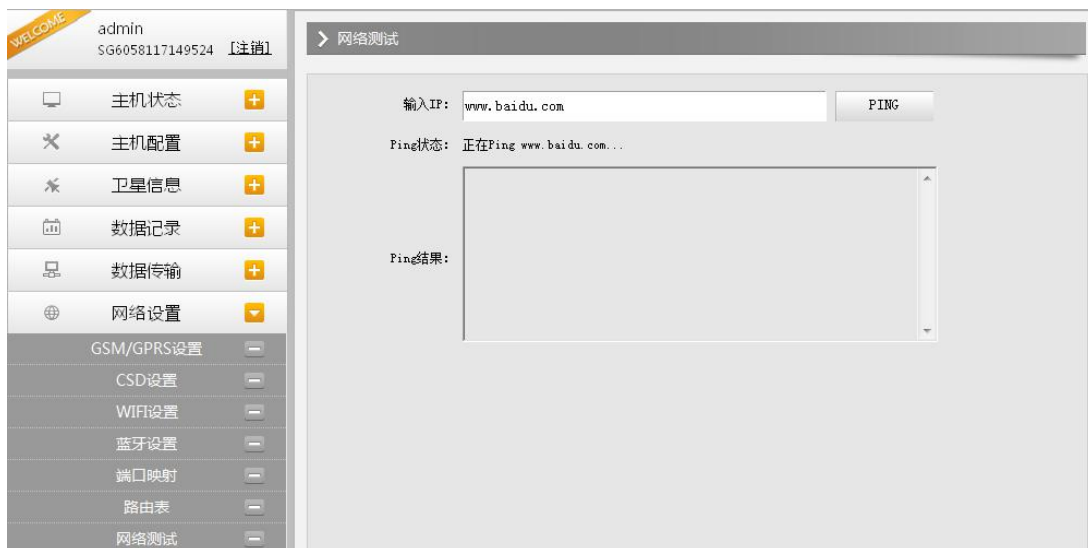 WELCOME
admin
SG6058117149524 [注销]
主机状态
主机配置
卫星信息
数据记录
数据传输
网络设置
GSM/GPRS设置
CSD设置
WIFI设置
蓝牙设置
端口映射
路由表
网络测试
网络测试
输入IP: www.baidu.com PING
Ping状态: 正在Ping www.baidu.com...
Ping结果: